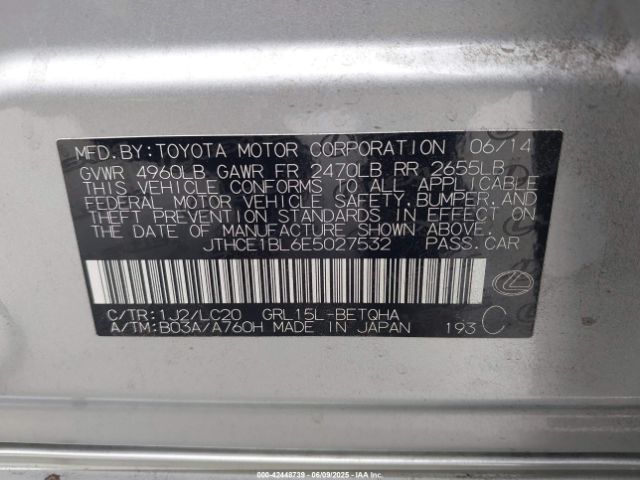 MFD.BY:TOYOTA MOTOR CORPORATION 06/14
GVWR 4960LB GAWR FR 2470LB RR 2655LB
THIS VEHICLE CONFORMS TO ALL APPLICABLE
FEDERAL MOTOR VEHICLE SAFETY, BUMPER, AND
THEFT PREVENTION STANDARDS IN EFFECT ON
THE DATE OF MANUFACTURE SHOWN ABOVE.
JTHCE1BL6E5027532 PASS.CAR
C/TR:1J2/LC20 GRL15L-BETQHA
A/TM:B03A/A760H MADE IN JAPAN 193 C
000-42448739 - 06/09/2025 - IAAI.COM